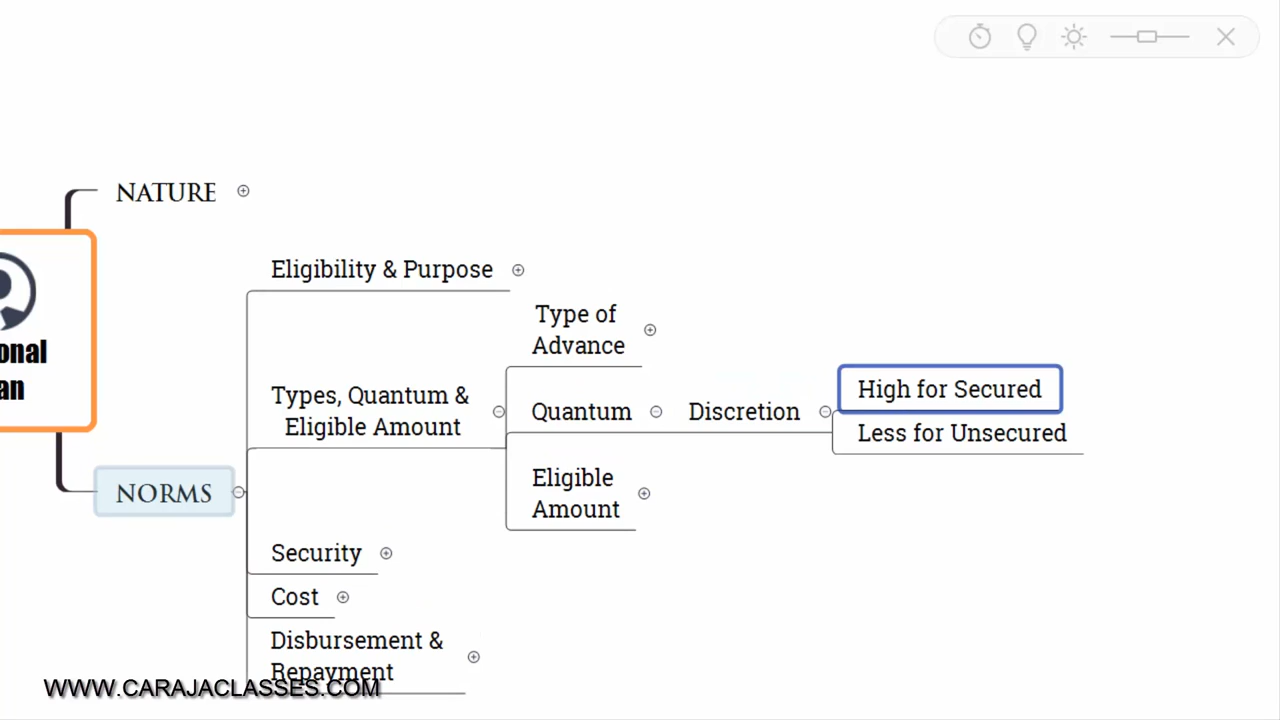 NATURE
onal
an
NORMS
Eligibility & Purpose
Types, Quantum &
Eligible Amount
Type of
Advance
Quantum
Discretion
High for Secured
Less for Unsecured
Eligible
Amount
Security
Cost
Disbursement &
Repayment
WWW.CARAJACLASSES.COM